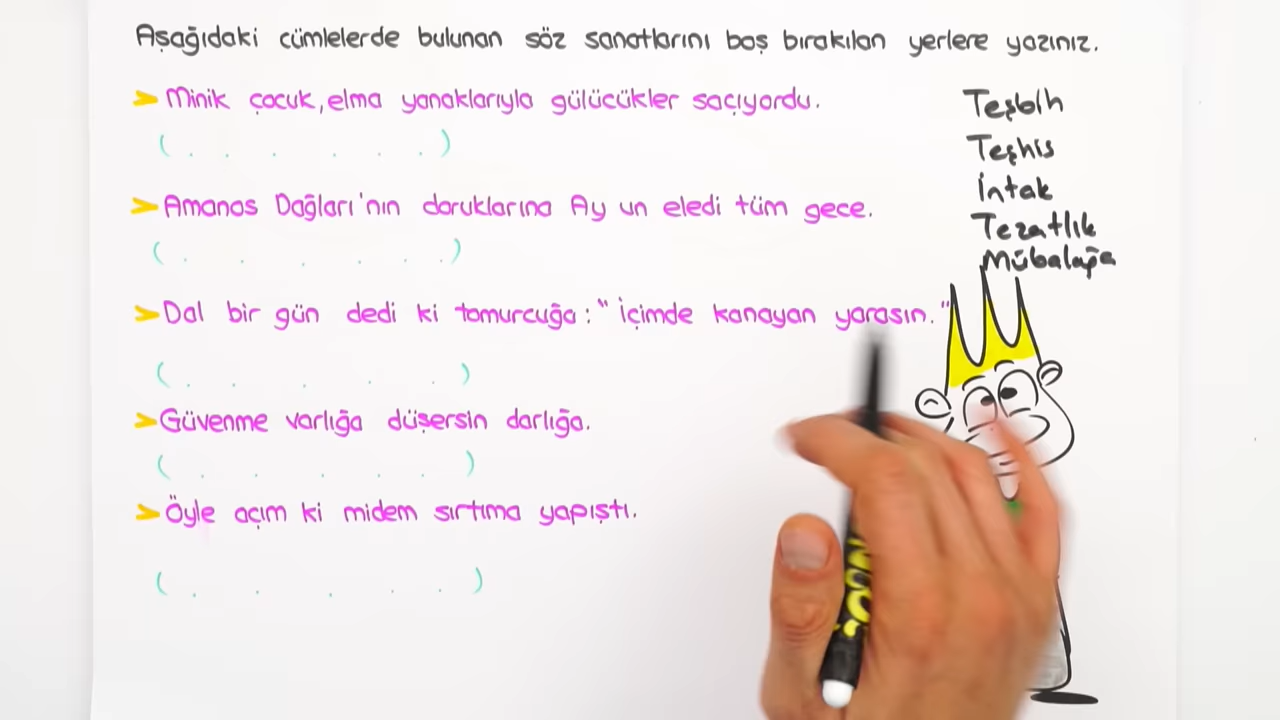 Aşağıdaki cümlelerde bulunan söz sanatlarını boş bırakılan yerlere yazınız.
➤ Minik çocuk, elma yanaklarıyla gülücükler saçıyordu.
( . . . . . . )
➤ Amanos Dağları'nın doruklarına Ay un eledi tüm gece.
( . . . . . . )
➤ Dal bir gün dedi ki tomurcuğa: "İçimde kanayan yarasın."
( . . . . . )
➤ Güvenme varlığa düşersin darlığa.
( . . . . . )
➤ Öyle açım ki midem sırtıma yapıştı.
( . . . . )
Teşbih
Teşhis
İntak
Tezatlık
Mübalağa